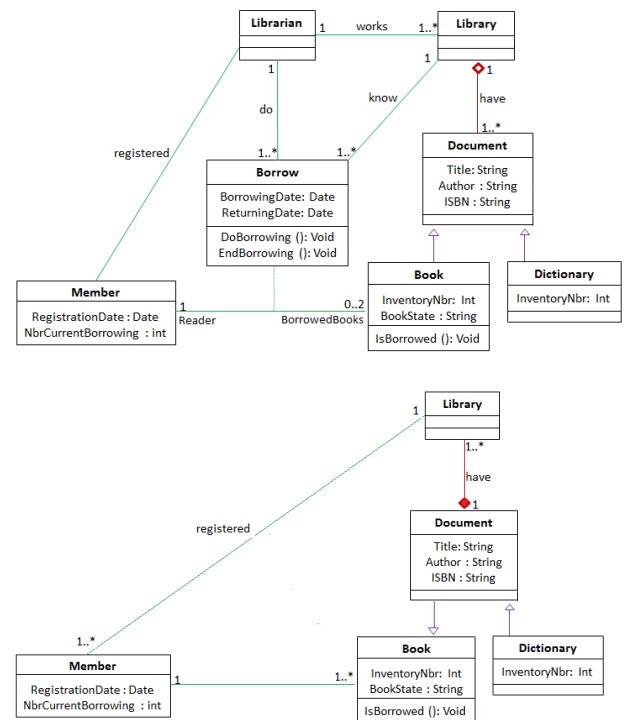 Librarian
1
works
1..*
Library
1
do
1..*
1
know
1..*
1
have
1..*
registered
Borrow
BorrowingDate: Date
ReturningDate: Date
DoBorrowing (): Void
EndBorrowing (): Void
Document
Title: String
Author : String
ISBN : String
Member
RegistrationDate : Date
NbrCurrentBorrowing : int
1
Reader
0..2
BorrowedBooks
Book
InventoryNbr: Int
BookState : String
IsBorrowed (): Void
Dictionary
InventoryNbr: Int
Library
1
1..*
have
1
registered
1..*
Document
Title: String
Author : String
ISBN : String
Member
RegistrationDate : Date
NbrCurrentBorrowing : int
1
1..*
Book
InventoryNbr: Int
BookState : String
IsBorrowed (): Void
Dictionary
InventoryNbr: Int